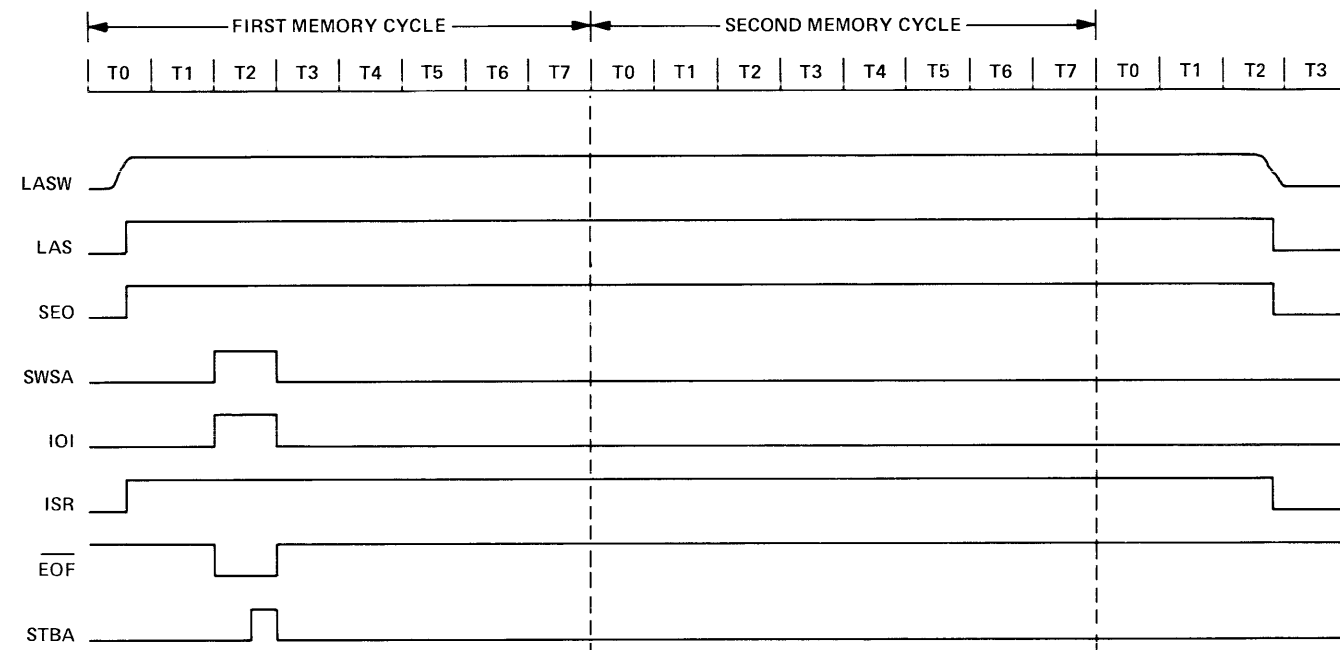 FIRST MEMORY CYCLE SECOND MEMORY CYCLE
T0 T1 T2 T3 T4 T5 T6 T7 T0 T1 T2 T3 T4 T5 T6 T7 T0 T1 T2 T3
LASW
LAS
SEO
SWSA
IOI
ISR
EOF
STBA